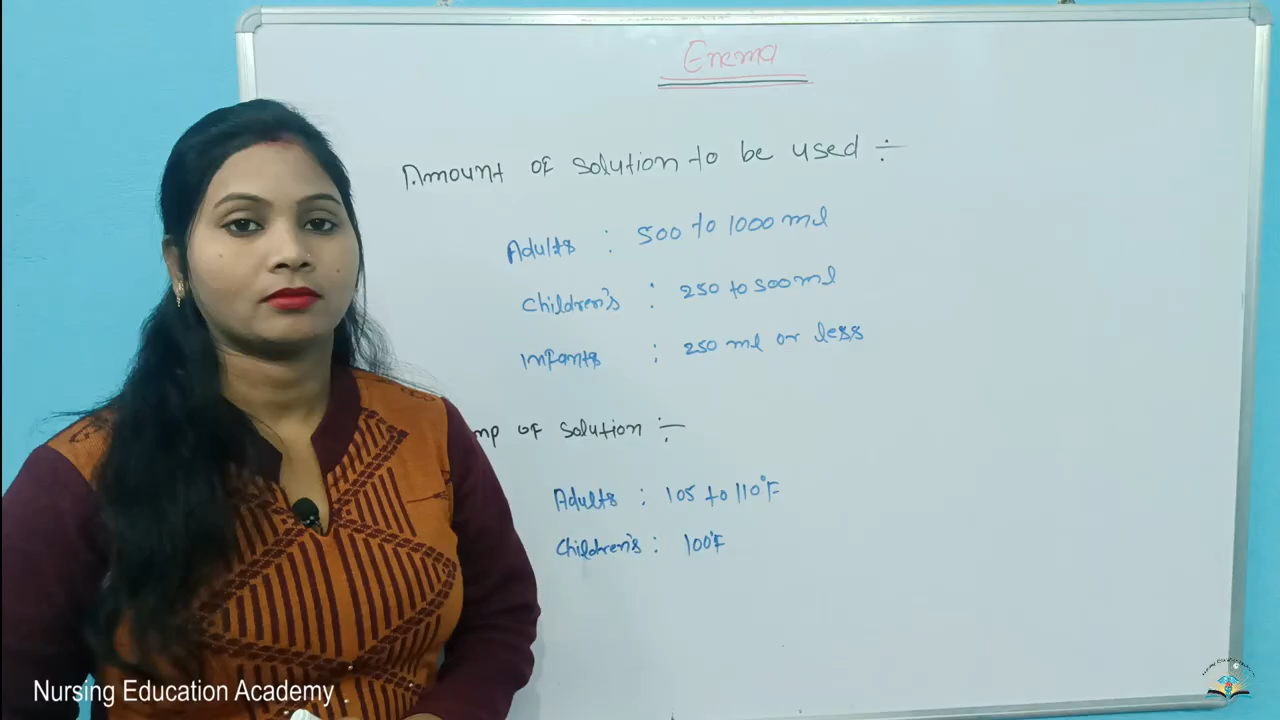 Enema
Amount of solution to be used ÷
Adults : 500 to 1000 ml
Children's : 250 to 500 ml
Infants : 250 ml or less
mp of solution ÷
Adults : 105 to 110°F
Children's : 100°F
Nursing Education Academy